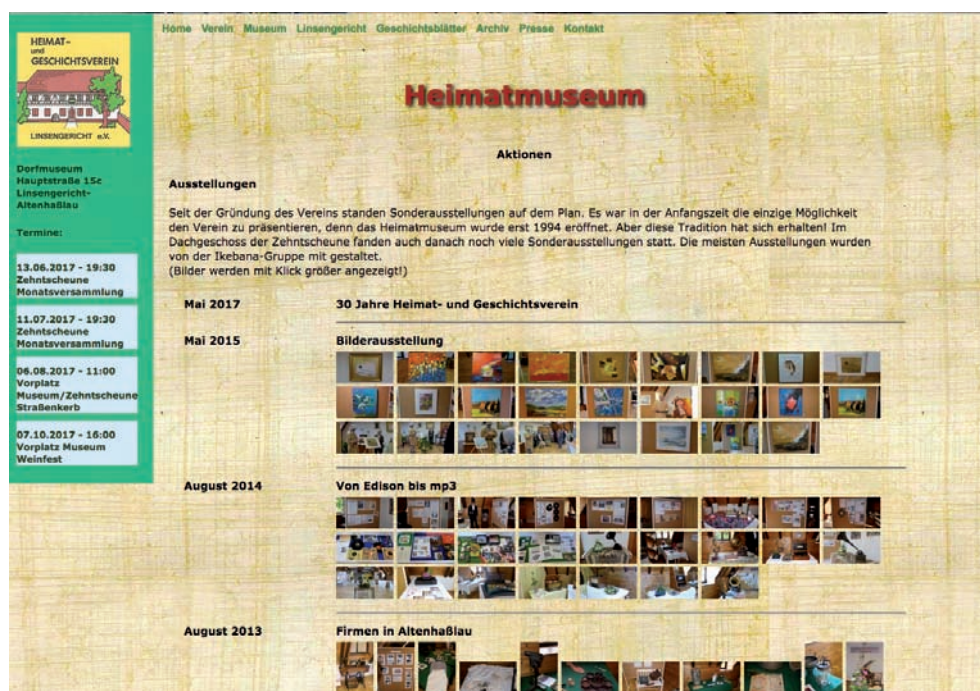 Home Verein Museum Linsengericht Geschichtsblätter Archiv Presse Kontakt
HEIMAT-
und
GESCHICHTSVEREIN
LINSENGERICHT e.V.
Dorfmuseum
Hauptstraße 15c
Linsengericht-
Altenhaßlau
Termine:
13.06.2017 - 19:30
Zehntscheune
Monatsversammlung
11.07.2017 - 19:30
Zehntscheune
Monatsversammlung
06.08.2017 - 11:00
Vorplatz
Museum/Zehntscheune
Straßenkerb
07.10.2017 - 16:00
Vorplatz Museum
Weinfest
Heimatmuseum
Aktionen
Ausstellungen
Seit der Gründung des Vereins standen Sonderausstellungen auf dem Plan. Es war in der Anfangszeit die einzige Möglichkeit
den Verein zu präsentieren, denn das Heimatmuseum wurde erst 1994 eröffnet. Aber diese Tradition hat sich erhalten! Im
Dachgeschoss der Zehntscheune fanden auch danach noch viele Sonderausstellungen statt. Die meisten Ausstellungen wurden
von der Ikebana-Gruppe mit gestaltet.
(Bilder werden mit Klick größer angezeigt!)
Mai 2017 30 Jahre Heimat- und Geschichtsverein
Mai 2015 Bilderausstellung
August 2014 Von Edison bis mp3
August 2013 Firmen in Altenhaßlau